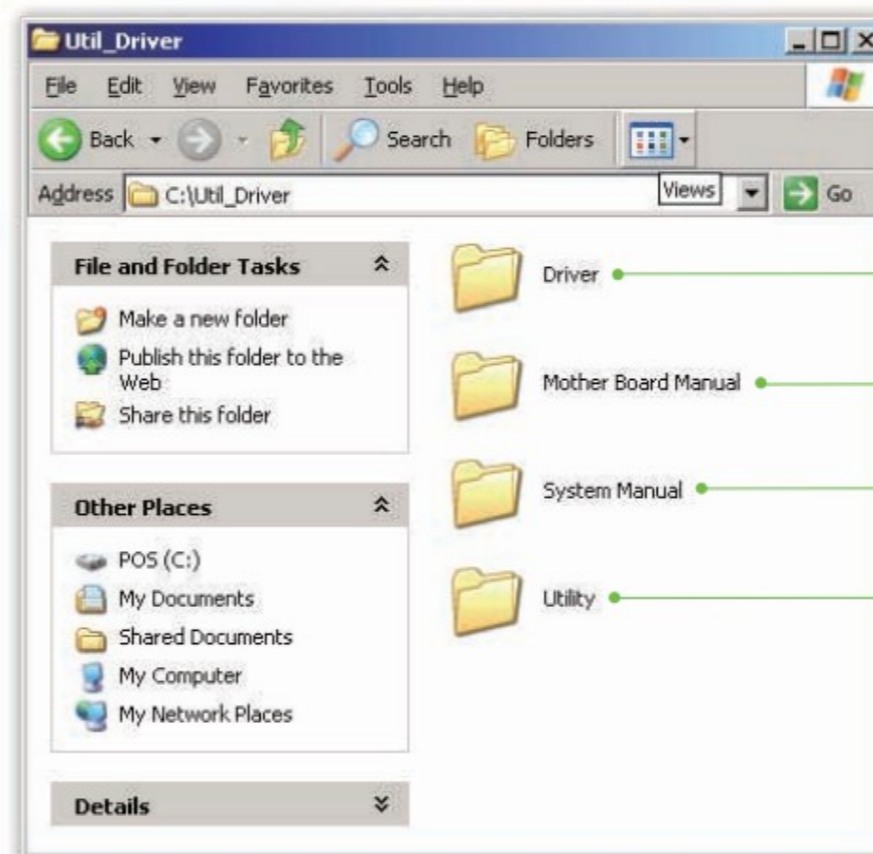 Util_Driver
File Edit View Favorites Tools Help
Back Search Folders
Address C:\Util_Driver Views Go
File and Folder Tasks
Make a new folder
Publish this folder to the
Web
Share this folder
Other Places
POS (C:)
My Documents
Shared Documents
My Computer
My Network Places
Details
Driver
Mother Board Manual
System Manual
Utility